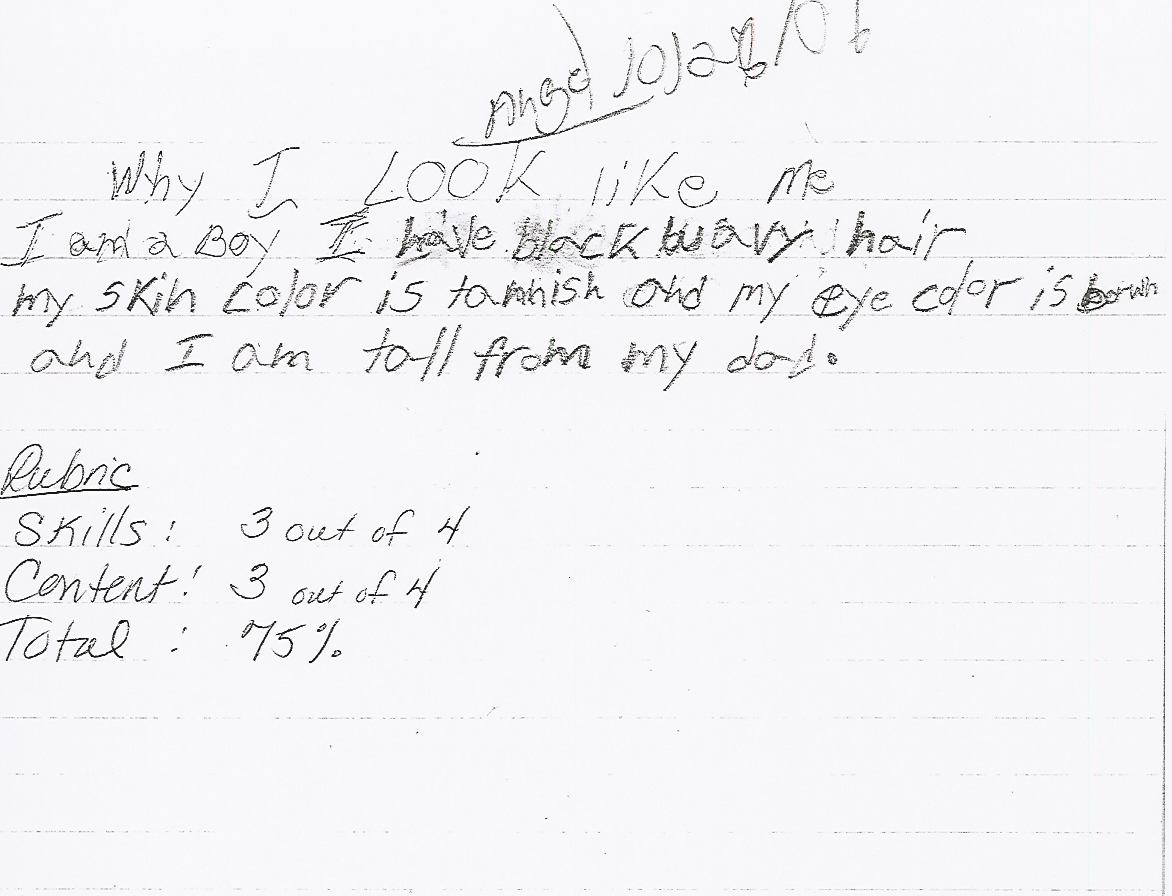 Angel 10/28/06
Why I LOOK like Me
I am a Boy I have black wavy hair
my skin color is tannish and my eye color is borwn
and I am tall from my dad.
Rubric
Skills: 3 out of 4
Content: 3 out of 4
Total: 75%